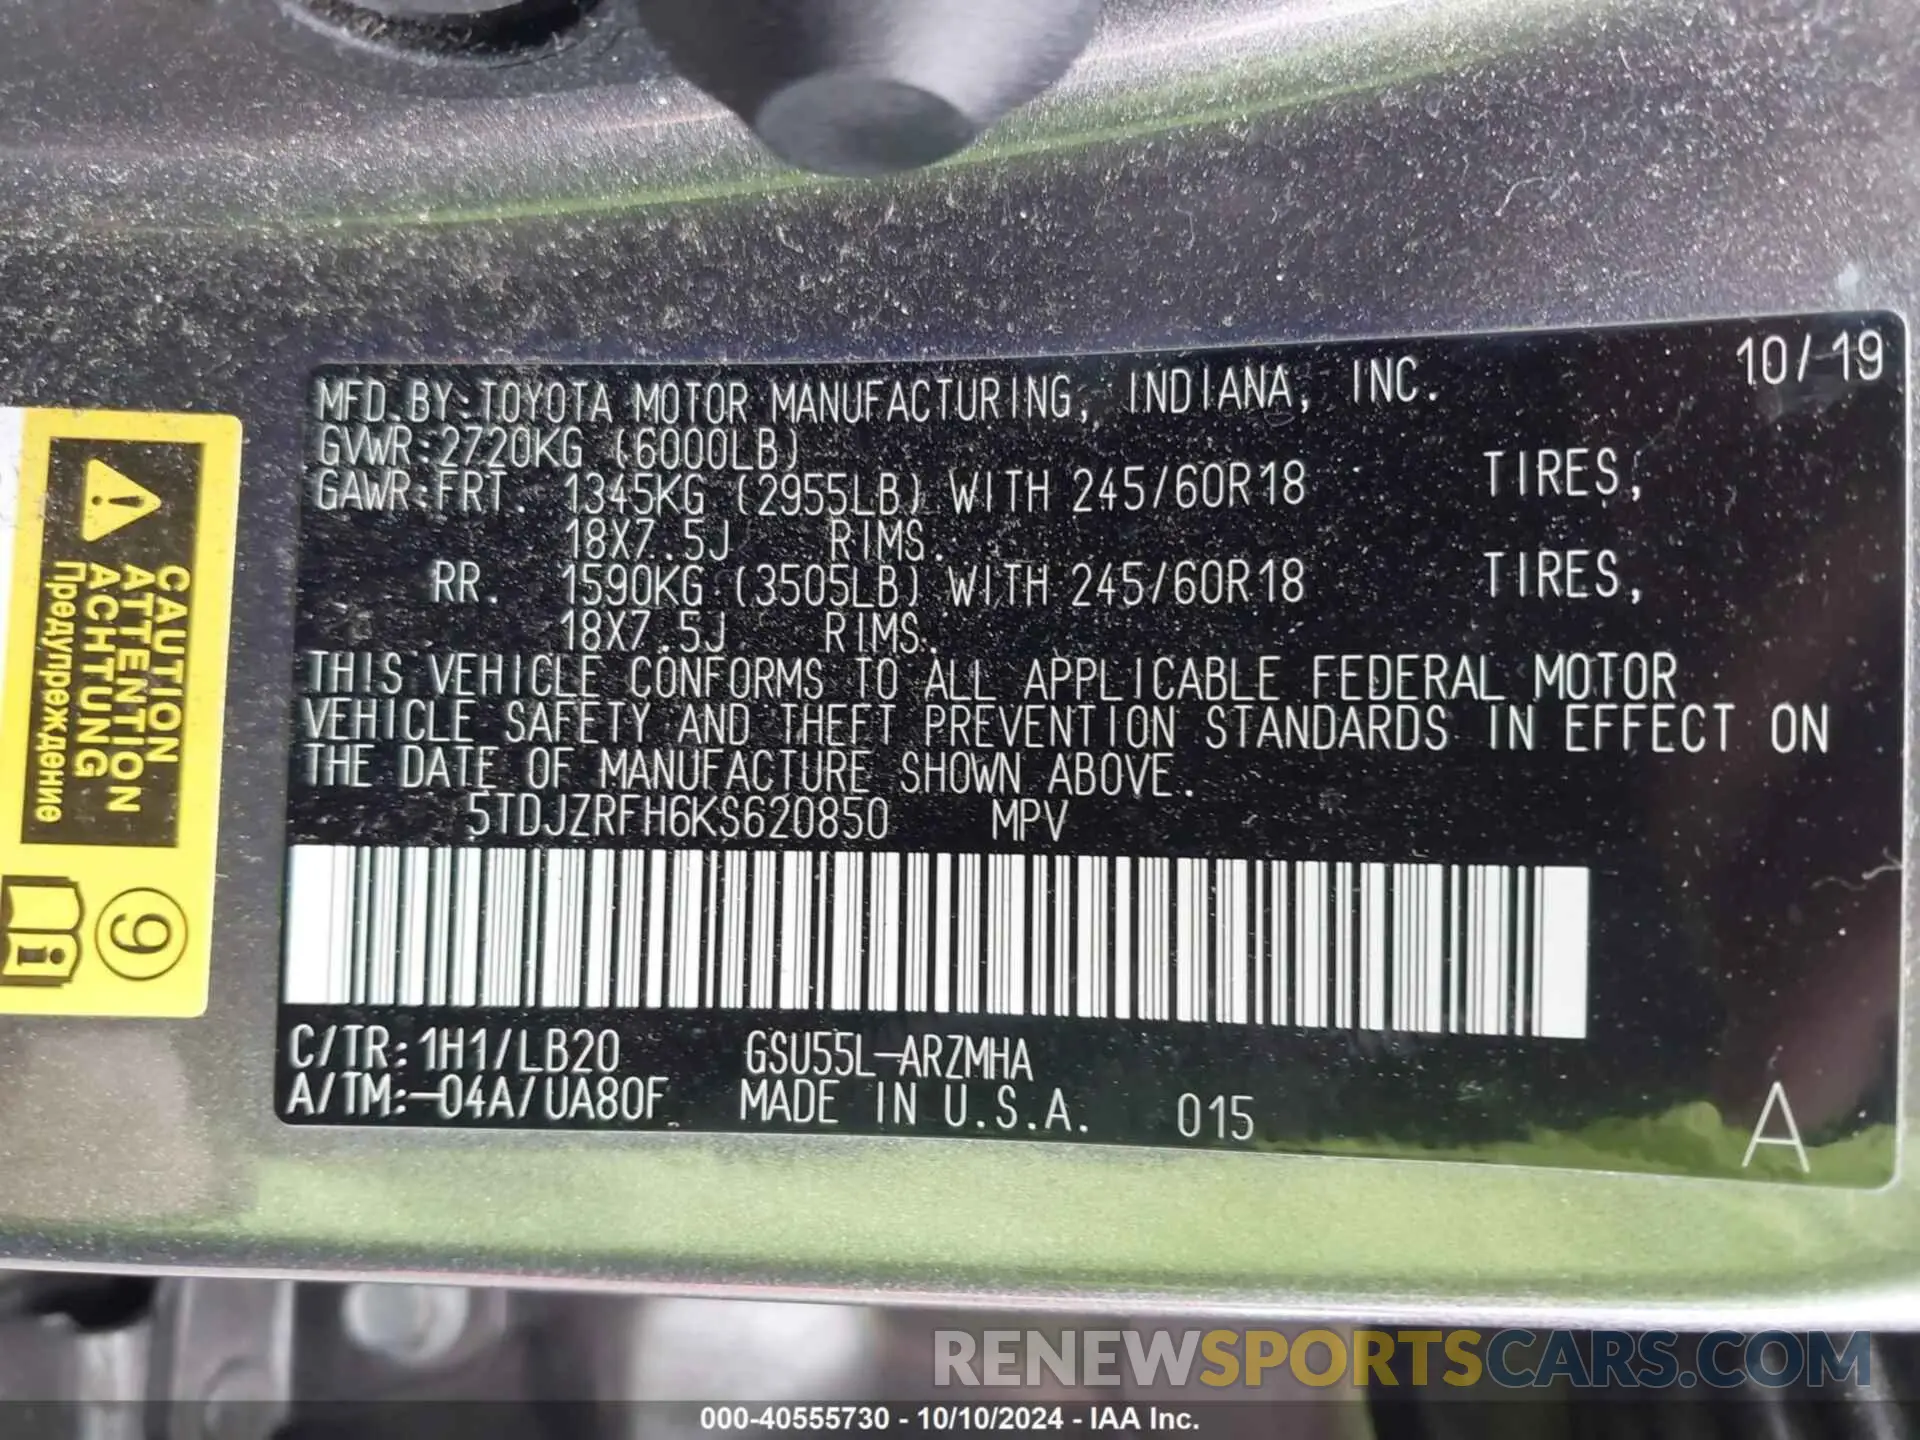 10/19
MFD.BY:TOYOTA MOTOR MANUFACTURING, INDIANA, INC.
GVWR:2720KG (6000LB)
GAWR:FRT. 1345KG (2955LB) WITH 245/60R18 TIRES,
18X7.5J RIMS.
RR. 1590KG (3505LB) WITH 245/60R18 TIRES,
18X7.5J RIMS.
THIS VEHICLE CONFORMS TO ALL APPLICABLE FEDERAL MOTOR
VEHICLE SAFETY AND THEFT PREVENTION STANDARDS IN EFFECT ON
THE DATE OF MANUFACTURE SHOWN ABOVE.
5TDJZRFH6KS620850 MPV
C/TR:1H1/LB20 GSU55L-ARZMHA
A/TM:-04A/UA80F MADE IN U.S.A. 015
A
CAUTION
ATTENTION
ACHTUNG
Предупреждение
9
RENEWSPORTSCARS.COM
000-40555730 - 10/10/2024 - IAA Inc.